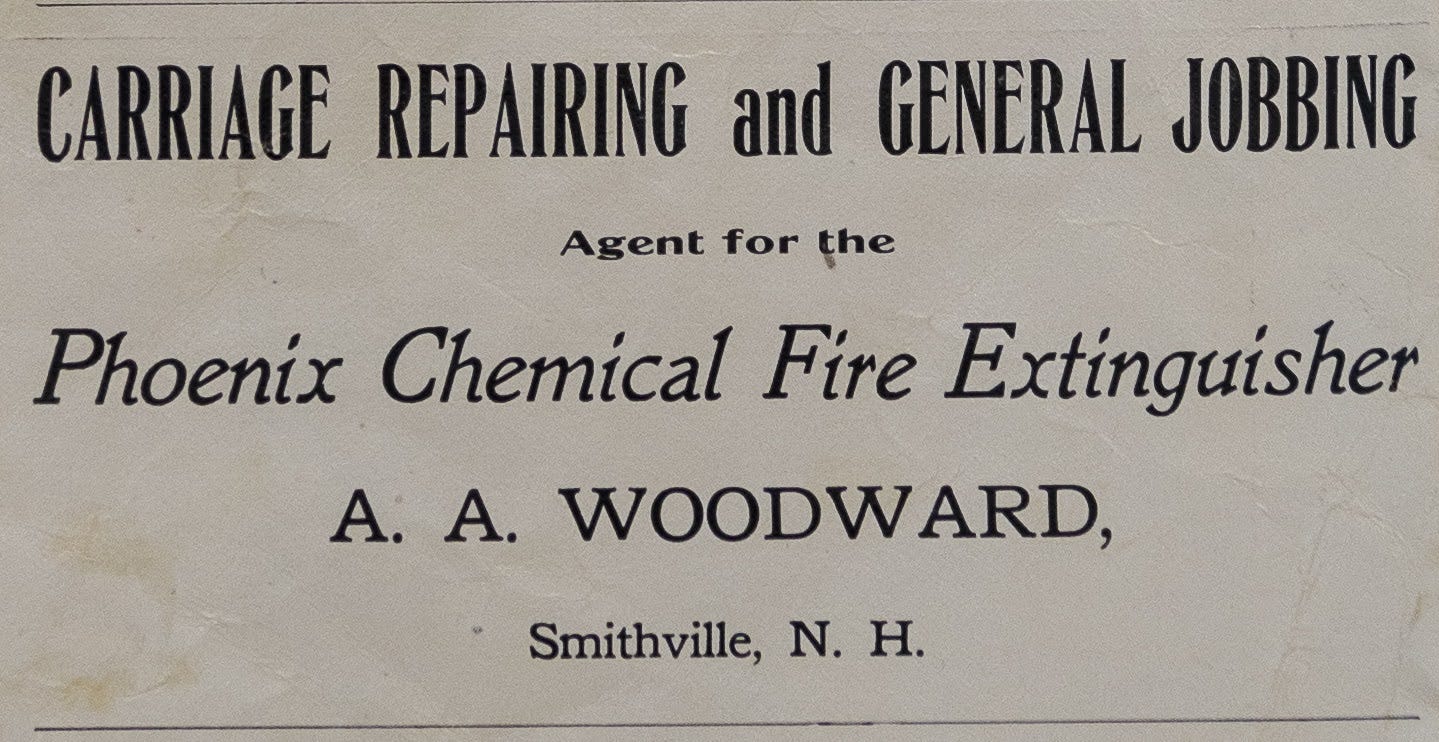 CARRIAGE REPAIRING and GENERAL JOBBING
Agent for the
Phoenix Chemical Fire Extinguisher
A. A. WOODWARD,
Smithville, N. H.